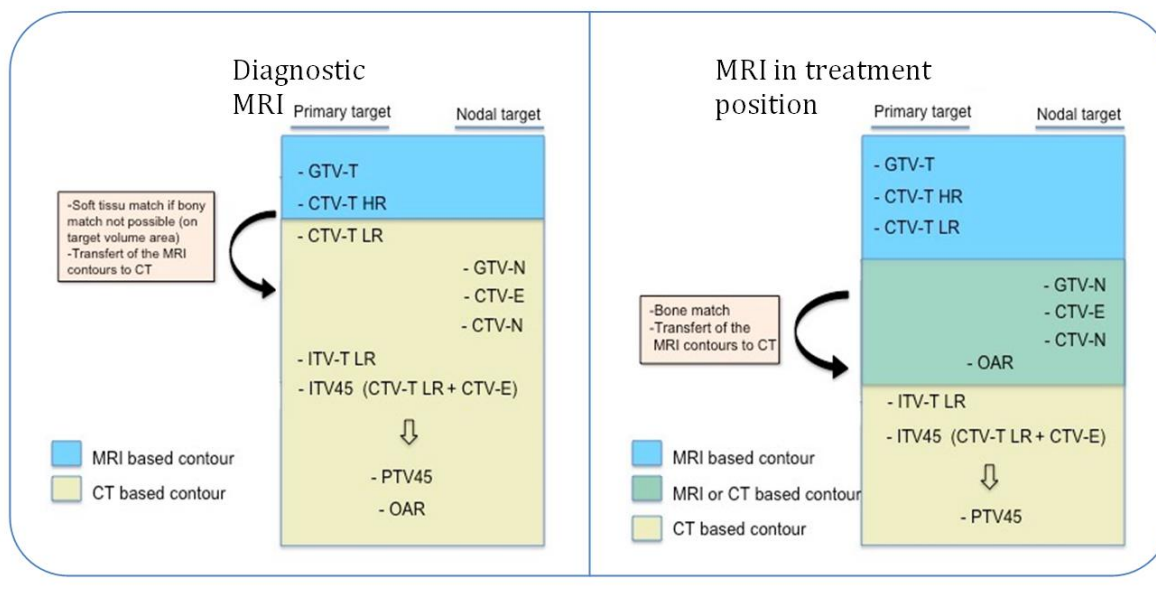 Diagnostic
MRI
Primary target
Nodal target
- GTV-T
- CTV-T HR
-Soft tissu match if bony
match not possible (on
target volume area)
-Transfert of the MRI
contours to CT
- CTV-T LR
- GTV-N
- CTV-E
- CTV-N
- ITV-T LR
- ITV45 (CTV-T LR + CTV-E)
- PTV45
- OAR
MRI based contour
CT based contour
MRI in treatment
position
Primary target
Nodal target
- GTV-T
- CTV-T HR
- CTV-T LR
-Bone match
-Transfert of the
MRI contours to CT
- GTV-N
- CTV-E
- CTV-N
- OAR
- ITV-T LR
- ITV45 (CTV-T LR + CTV-E)
- PTV45
MRI based contour
MRI or CT based contour
CT based contour